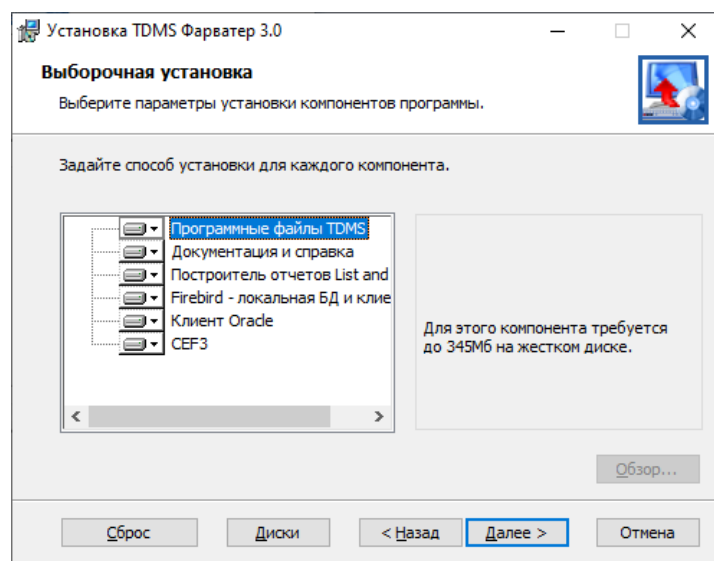 Установка TDMS Фарватер 3.0
Выборочная установка
Выберите параметры установки компонентов программы.
Задайте способ установки для каждого компонента.
Программные файлы TDMS
Документация и справка
Построитель отчетов List and
Firebird - локальная БД и клие
Клиент Oracle
CEF3
Для этого компонента требуется
до 345Мб на жестком диске.
Обзор...
Сброс
Диски
< Назад
Далее >
Отмена